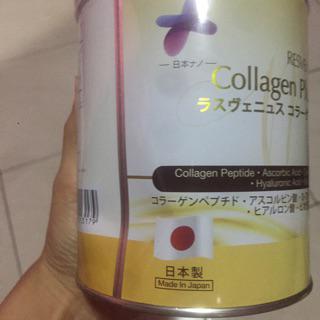 日本ナノ
Collagen
ラスヴェニュス コラー
Collagen Peptide・Ascorbic Acid
Hyaluronic Acid
コラーゲンペプチド・アスコルビン酸
・ヒアルロン酸
日本製
Made in Japan